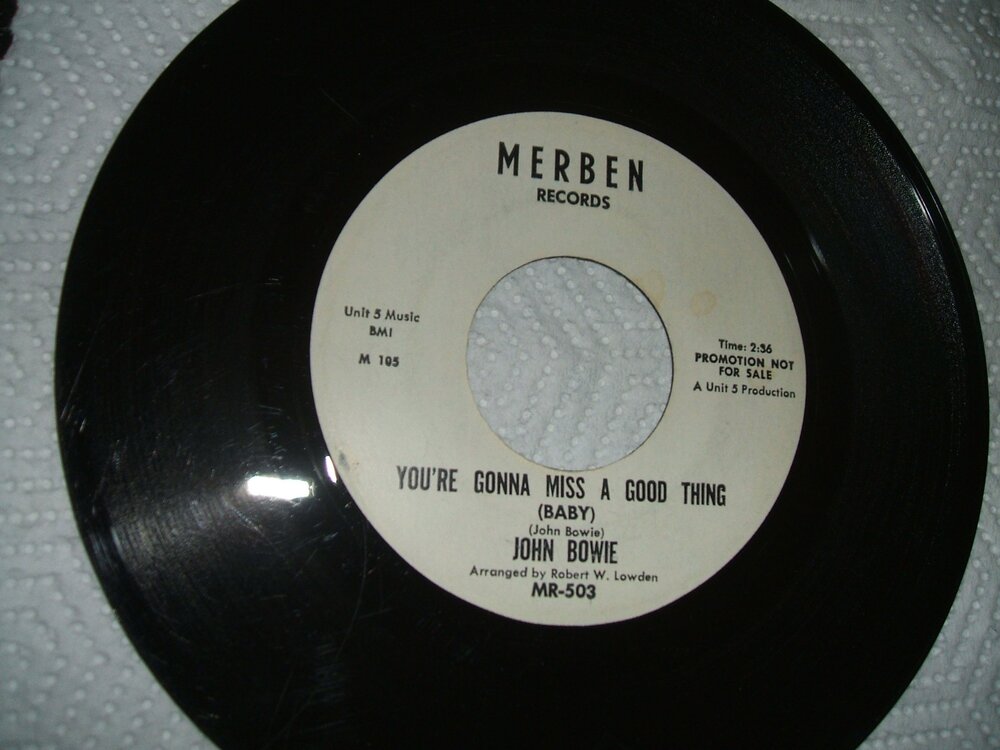 MERBEN
RECORDS
Unit 5 Music
BMI
M 105
Time: 2:36
PROMOTION NOT
FOR SALE
A Unit 5 Production
YOU'RE GONNA MISS A GOOD THING
(BABY)
(John Bowie)
JOHN BOWIE
Arranged by Robert W. Lowden
MR-503